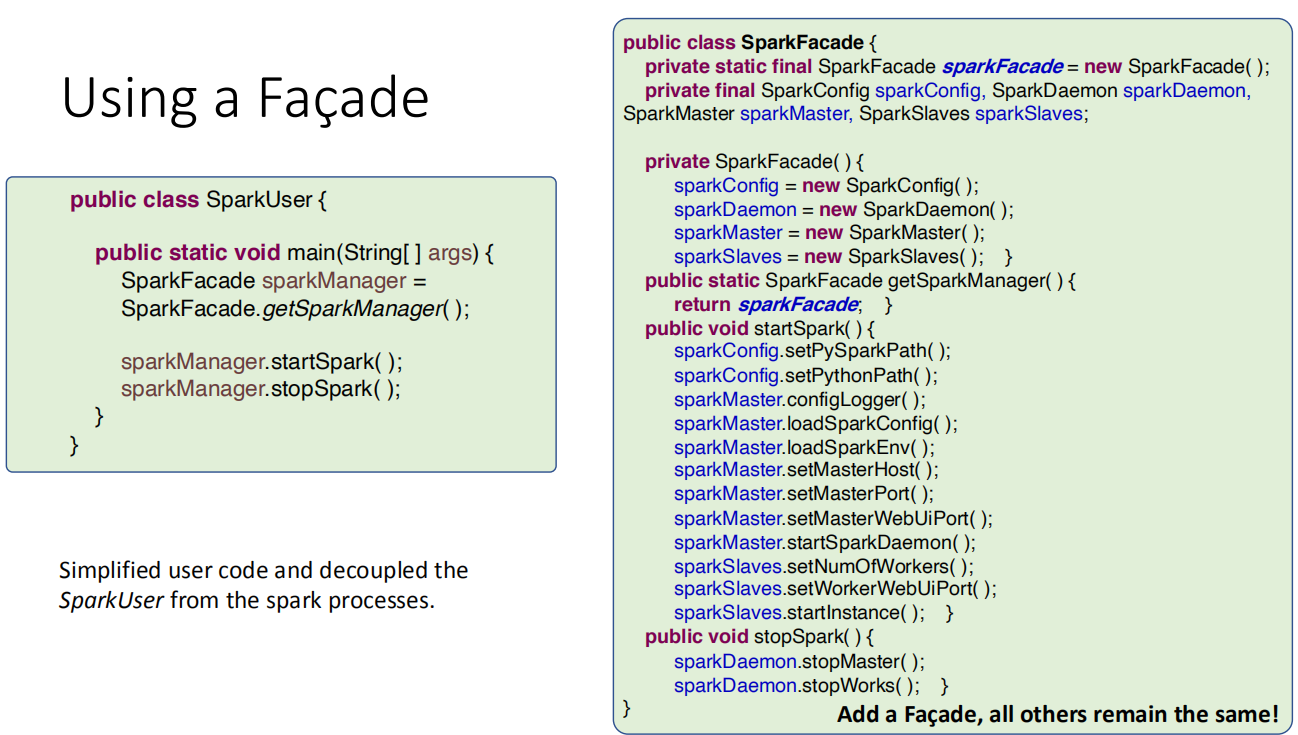 Using a Façade
public class SparkUser {
public static void main(String[ ] args) {
SparkFacade sparkManager =
SparkFacade.getSparkManager( );
sparkManager.startSpark( );
sparkManager.stopSpark( );
}
}
Simplified user code and decoupled the
SparkUser from the spark processes.
public class SparkFacade {
private static final SparkFacade sparkFacade = new SparkFacade( );
private final SparkConfig sparkConfig, SparkDaemon sparkDaemon,
SparkMaster sparkMaster, SparkSlaves sparkSlaves;
private SparkFacade( ) {
sparkConfig = new SparkConfig( );
sparkDaemon = new SparkDaemon( );
sparkMaster = new SparkMaster( );
sparkSlaves = new SparkSlaves( ); }
public static SparkFacade getSparkManager( ) {
return sparkFacade; }
public void startSpark( ) {
sparkConfig.setPySparkPath( );
sparkConfig.setPythonPath( );
sparkMaster.configLogger( );
sparkMaster.loadSparkConfig( );
sparkMaster.loadSparkEnv( );
sparkMaster.setMasterHost( );
sparkMaster.setMasterPort( );
sparkMaster.setMasterWebUiPort( );
sparkMaster.startSparkDaemon( );
sparkSlaves.setNumOfWorkers( );
sparkSlaves.setWorkerWebUiPort( );
sparkSlaves.startInstance( ); }
public void stopSpark( ) {
sparkDaemon.stopMaster( );
sparkDaemon.stopWorks( ); }
}
Add a Façade, all others remain the same!